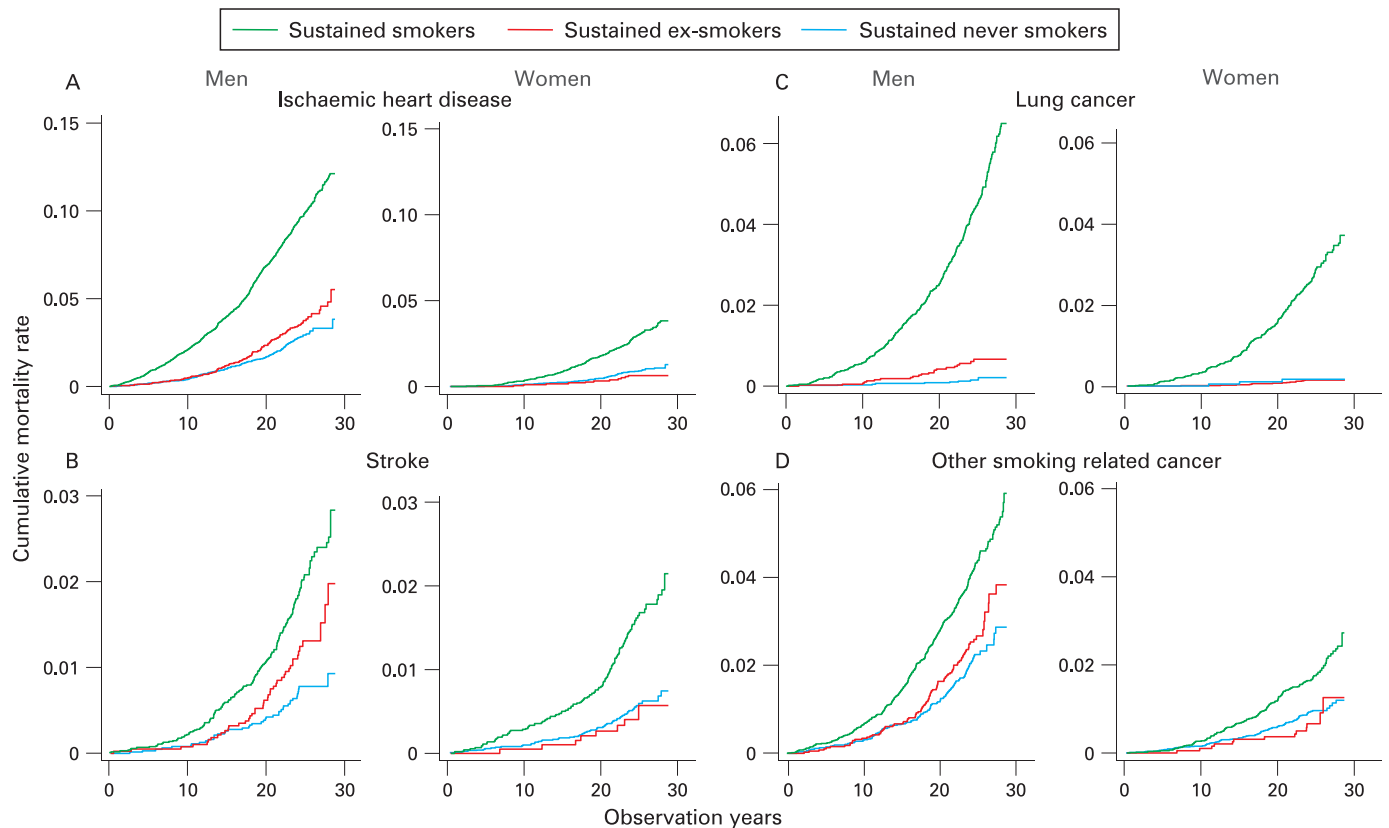 Sustained smokers Sustained ex-smokers Sustained never smokers
A Men Women
Ischaemic heart disease
0.15
0.10
0.05
0
0 10 20 30
0.15
0.10
0.05
0
0 10 20 30
C Men Women
Lung cancer
0.06
0.04
0.02
0
0 10 20 30
0.06
0.04
0.02
0
0 10 20 30
Cumulative mortality rate
B Stroke
0.03
0.02
0.01
0
0 10 20 30
0.03
0.02
0.01
0
0 10 20 30
D Other smoking related cancer
0.06
0.04
0.02
0
0 10 20 30
0.06
0.04
0.02
0
0 10 20 30
Observation years